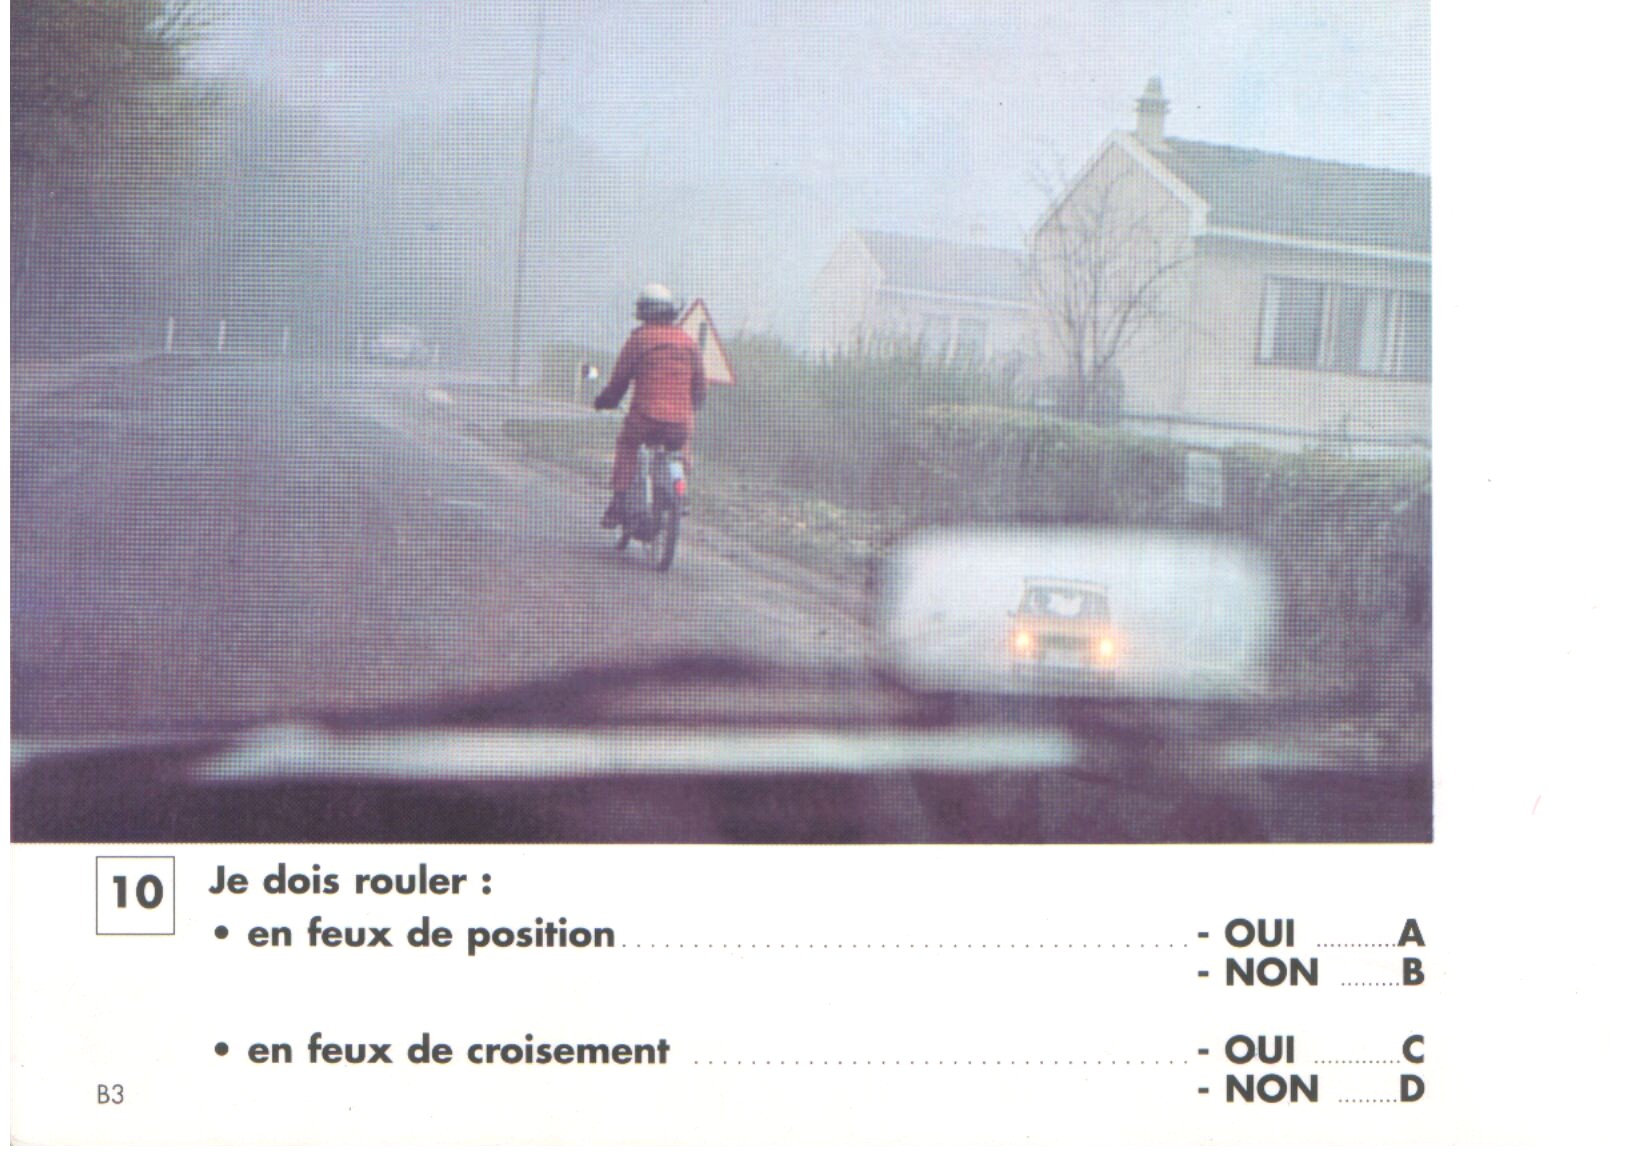 10 Je dois rouler :
• en feux de position ........................................ - OUI ...........A
- NON .........B
• en feux de croisement ................................... - OUI ............C
B3 - NON .........D